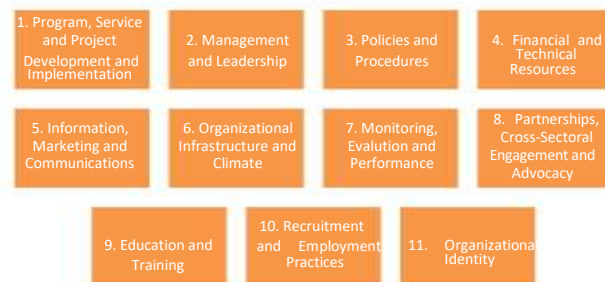 1. Program, Service
and Project
Development and
Implementation
2. Management
and Leadership
3. Policies and
Procedures
4. Financial and
Technical
Resources
5. Information,
Marketing and
Communications
6. Organizational
Infrastructure and
Climate
7. Monitoring,
Evalution and
Performance
8. Partnerships,
Cross-Sectoral
Engagement and
Advocacy
9. Education and
Training
10. Recruitment
and Employment
Practices
11. Organizational
Identity